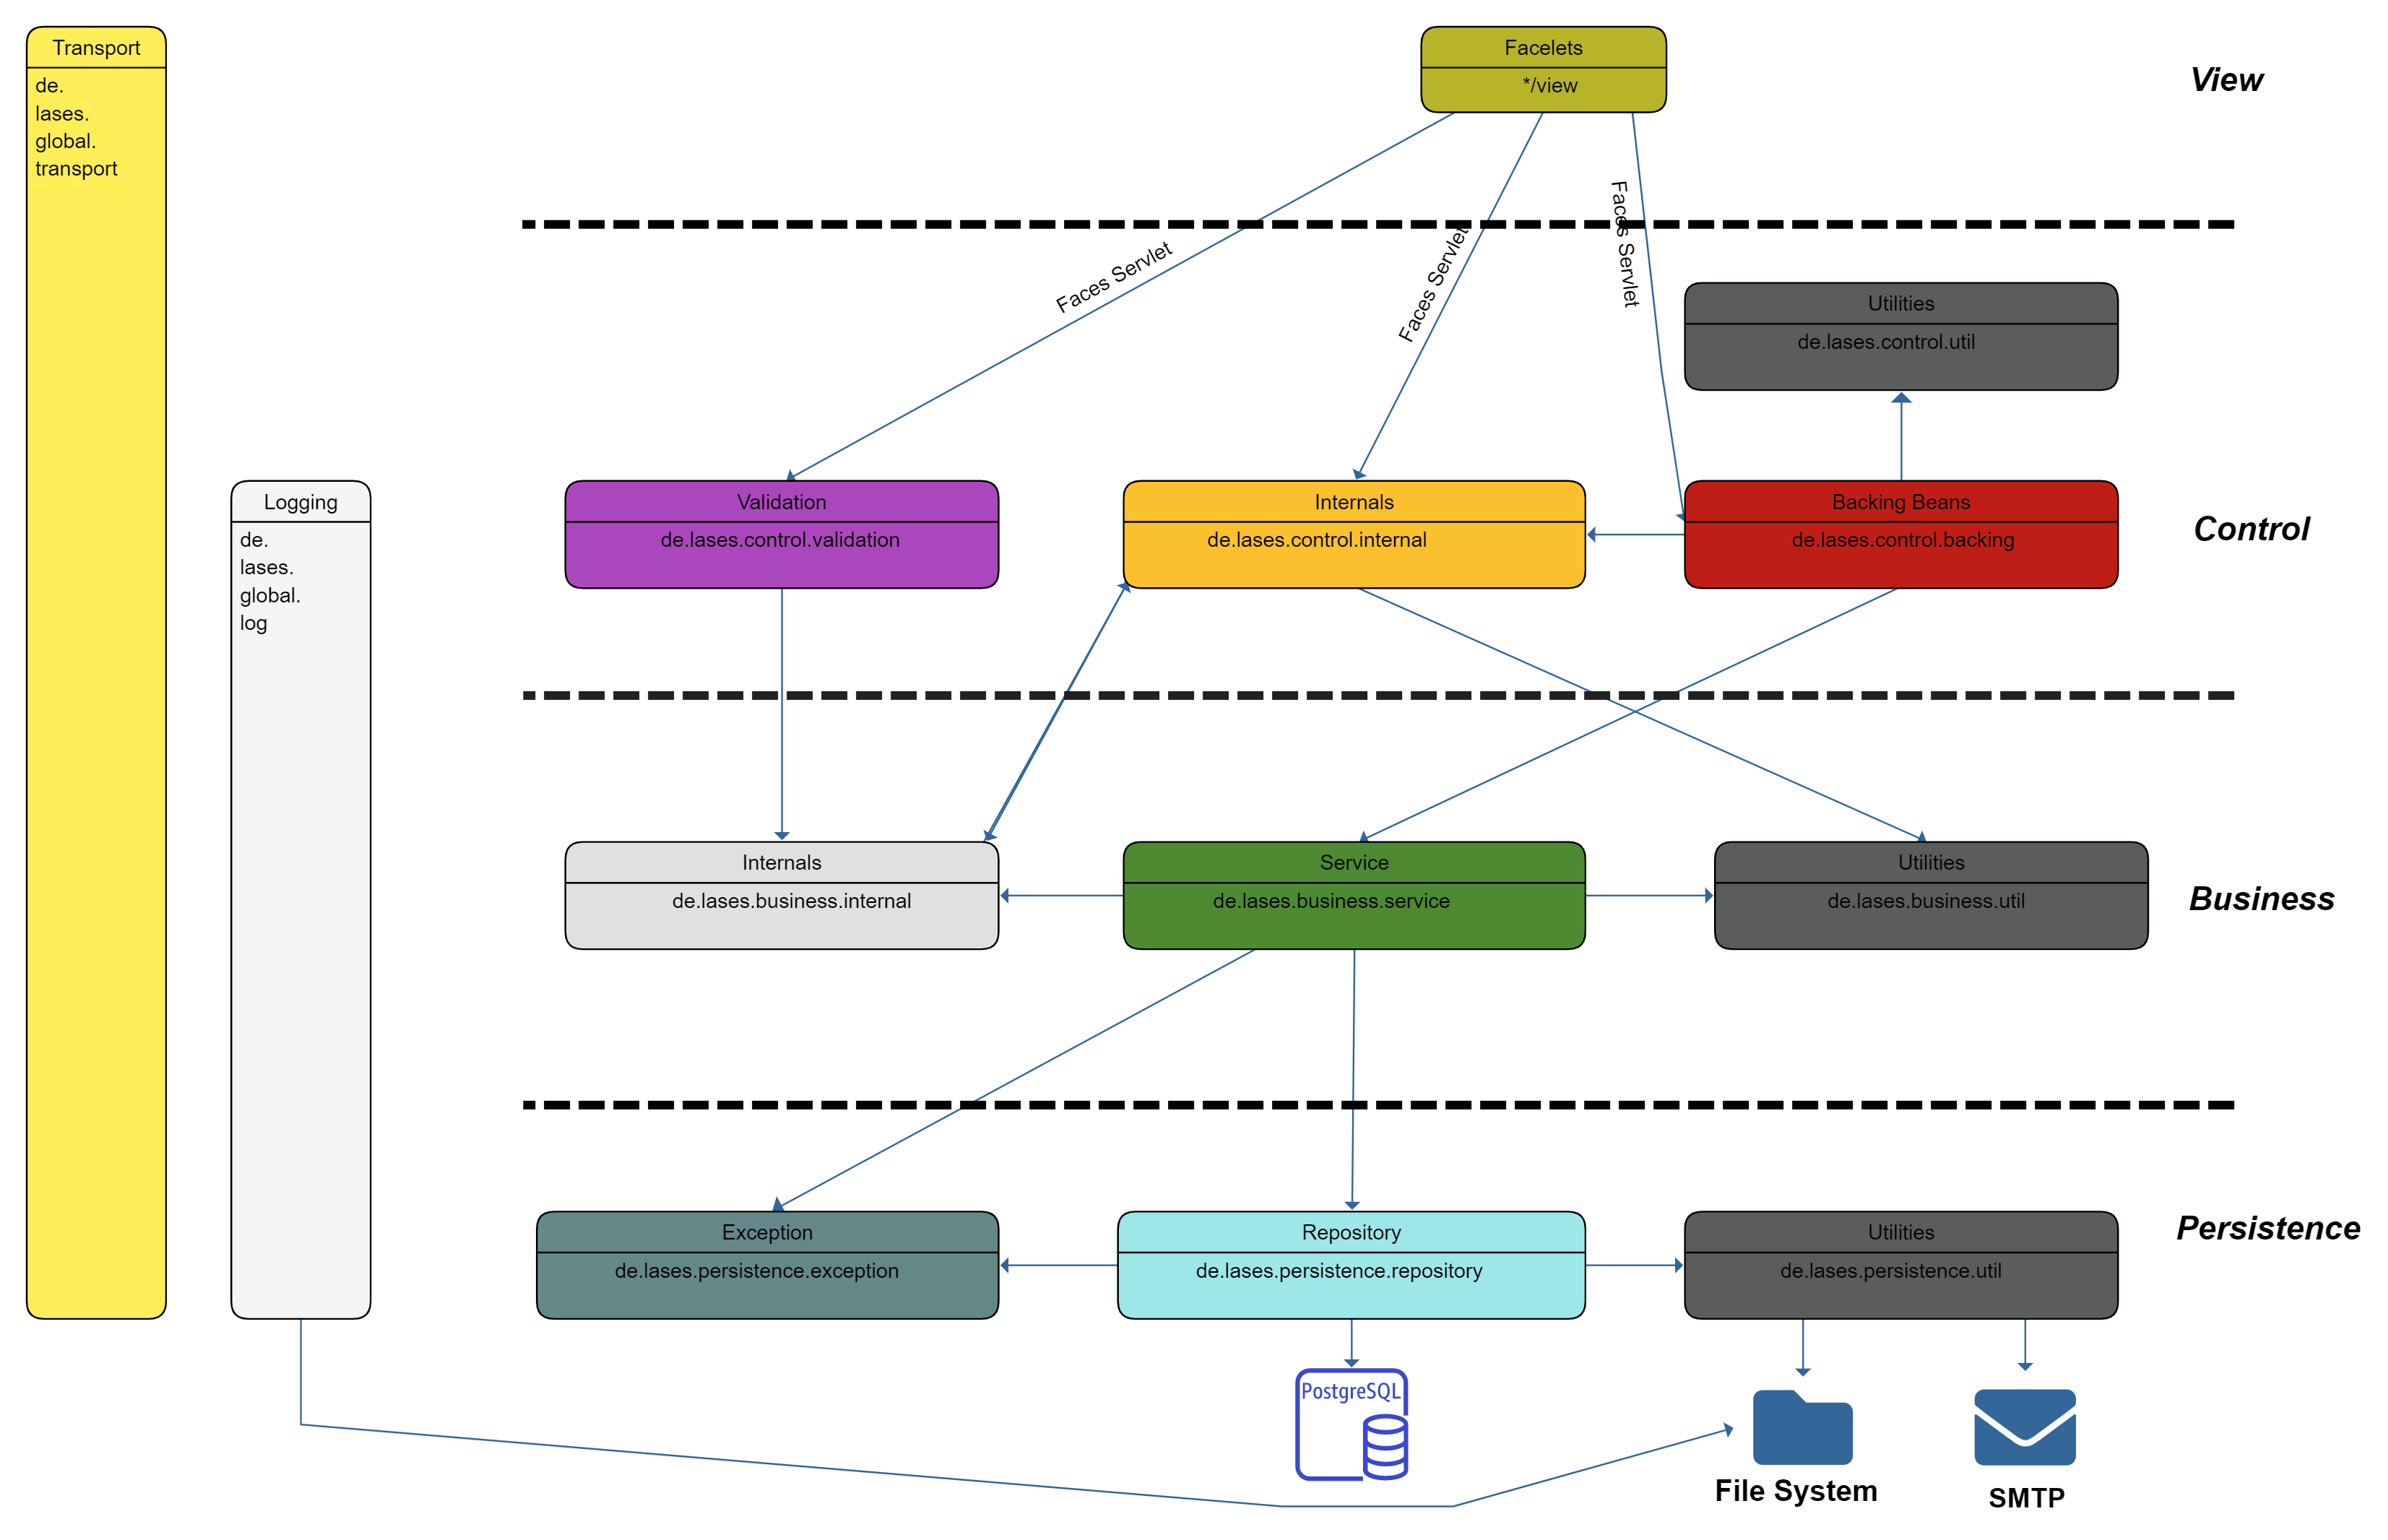 Transport
de.
lases.
global.
transport
Facelets
*/view
View
Faces Servlet
Faces Servlet
Faces Servlet
Utilities
de.lases.control.util
Logging
de.
lases.
global.
log
Validation
de.lases.control.validation
Internals
de.lases.control.internal
Backing Beans
de.lases.control.backing
Control
Internals
de.lases.business.internal
Service
de.lases.business.service
Utilities
de.lases.business.util
Business
Exception
de.lases.persistence.exception
Repository
de.lases.persistence.repository
Utilities
de.lases.persistence.util
Persistence
PostgreSQL
File System
SMTP